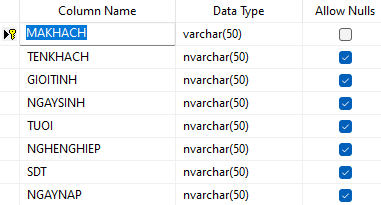 Column Name Data Type Allow Nulls
MAKHACH varchar(50)
TENKHACH nvarchar(50)
GIOITINH nvarchar(50)
NGAYSINH nvarchar(50)
TUOI nvarchar(50)
NGHENGHIEP nvarchar(50)
SDT nvarchar(50)
NGAYNAP nvarchar(50)